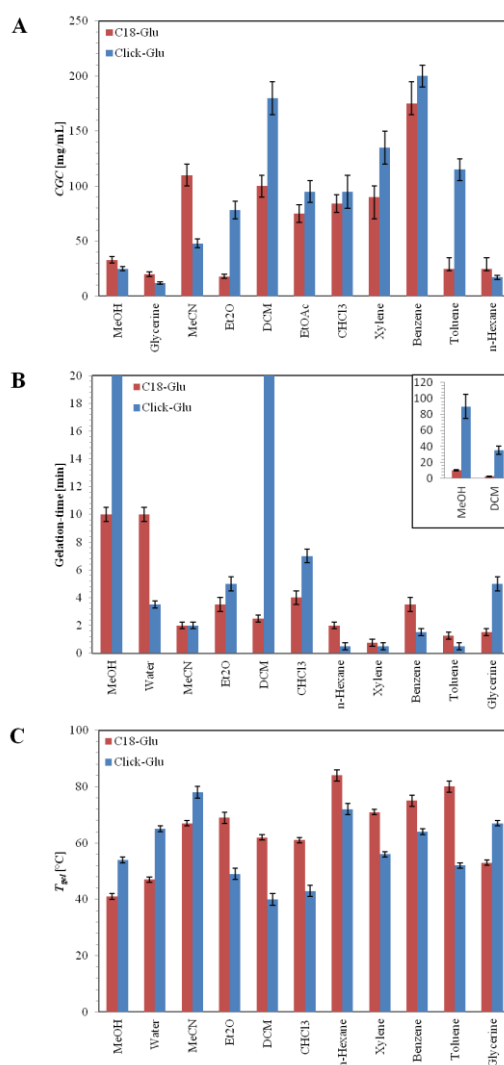 A
CGC [mg/mL]
250
200
150
100
50
0
C18-Glu
Click-Glu
MeOH
Glycerine
MeCN
Et2O
DCM
EtOAc
CHCl3
Xylene
Benzene
Toluene
n-Hexane
B
Gelation-time [min]
20
18
16
14
12
10
8
6
4
2
0
C18-Glu
Click-Glu
120
100
80
60
40
20
0
MeOH
DCM
MeOH
Water
MeCN
Et2O
DCM
CHCl3
n-Hexane
Xylene
Benzene
Toluene
Glycerine
C
Tgel [°C]
100
80
60
40
20
0
C18-Glu
Click-Glu
MeOH
Water
MeCN
Et2O
DCM
CHCl3
n-Hexane
Xylene
Benzene
Toluene
Glycerine